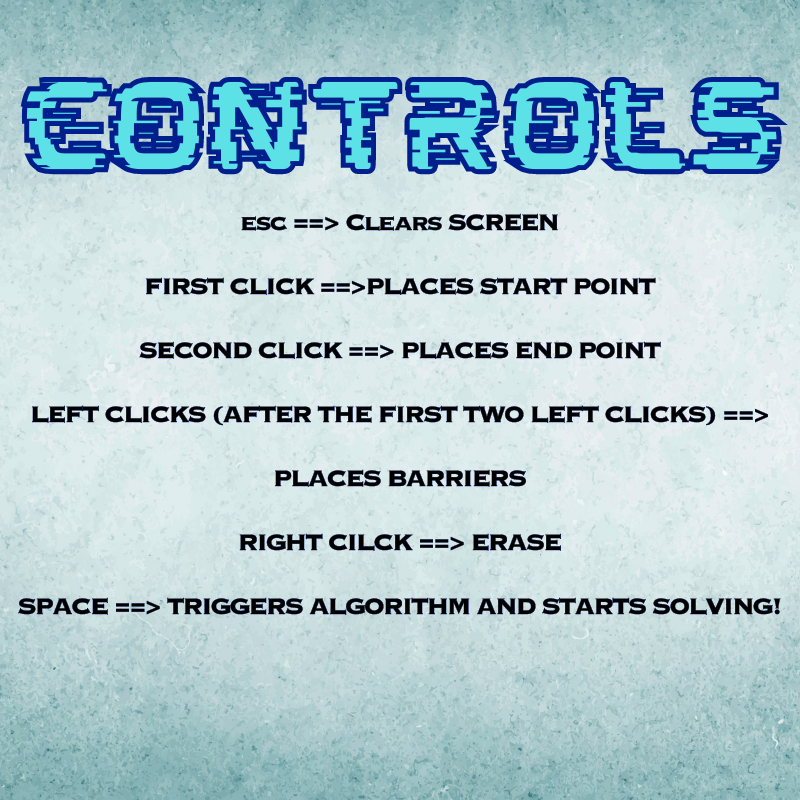 CONTROLS
ESC ==> CLEARS SCREEN
FIRST CLICK ==>PLACES START POINT
SECOND CLICK ==> PLACES END POINT
LEFT CLICKS (AFTER THE FIRST TWO LEFT CLICKS) ==>
PLACES BARRIERS
RIGHT CILCK ==> ERASE
SPACE ==> TRIGGERS ALGORITHM AND STARTS SOLVING!